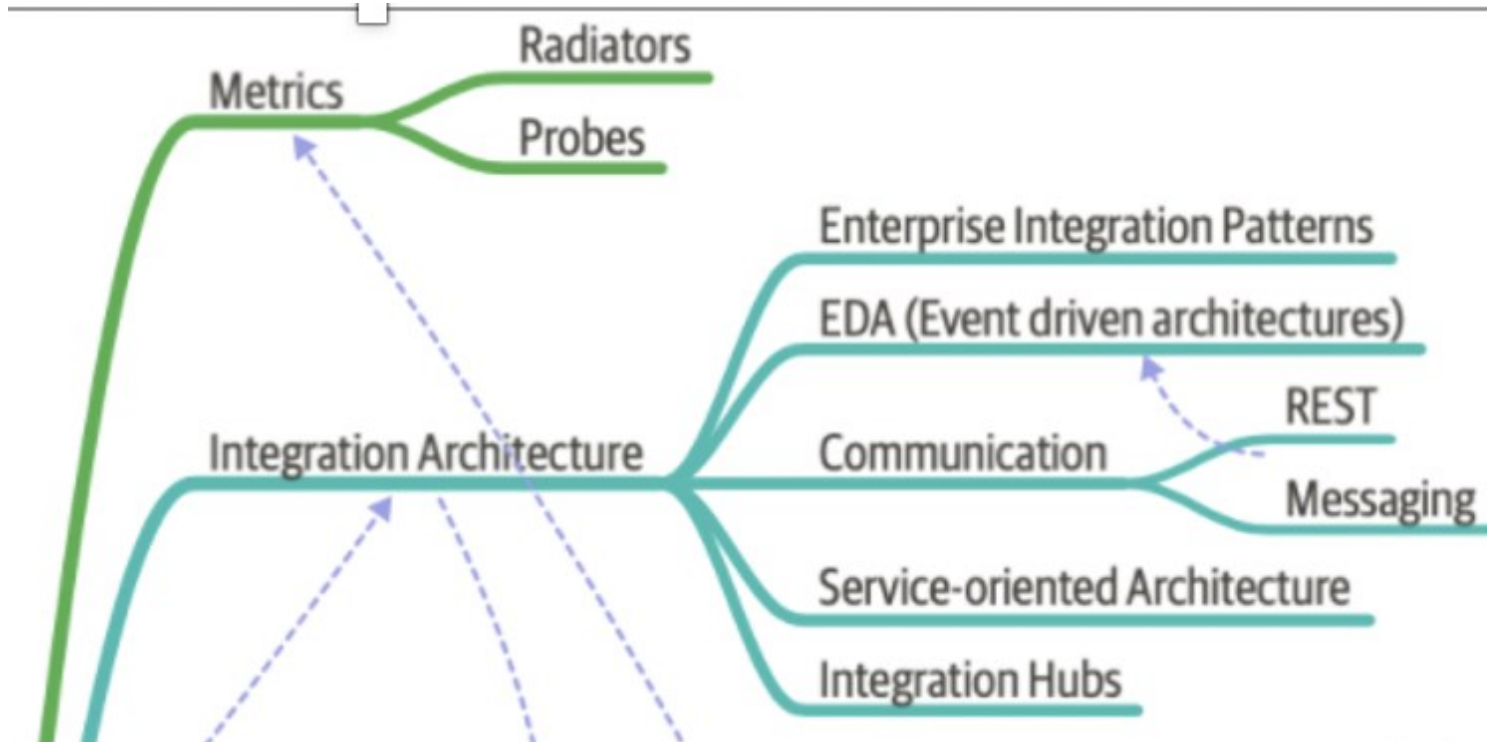 Metrics
Radiators
Probes
Integration Architecture
Enterprise Integration Patterns
EDA (Event driven architectures)
Communication
REST
Messaging
Service-oriented Architecture
Integration Hubs